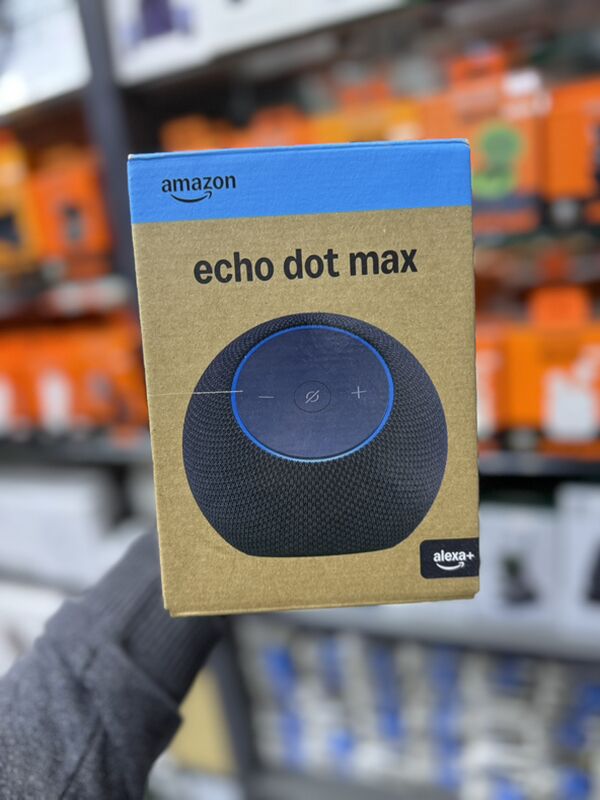 amazon
echo dot max
alexa+